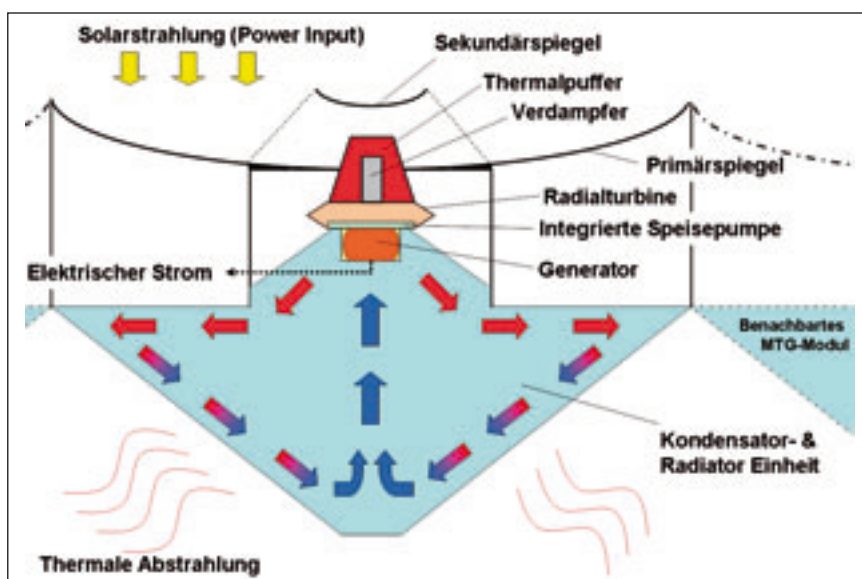 Solarstrahlung (Power Input)
Sekundärspiegel
Thermalpuffer
Verdampfer
Primärspiegel
Radialturbine
Integrierte Speisepumpe
Elektrischer Strom
Generator
Benachbartes
MTG-Modul
Kondensator- &
Radiator Einheit
Thermale Abstrahlung